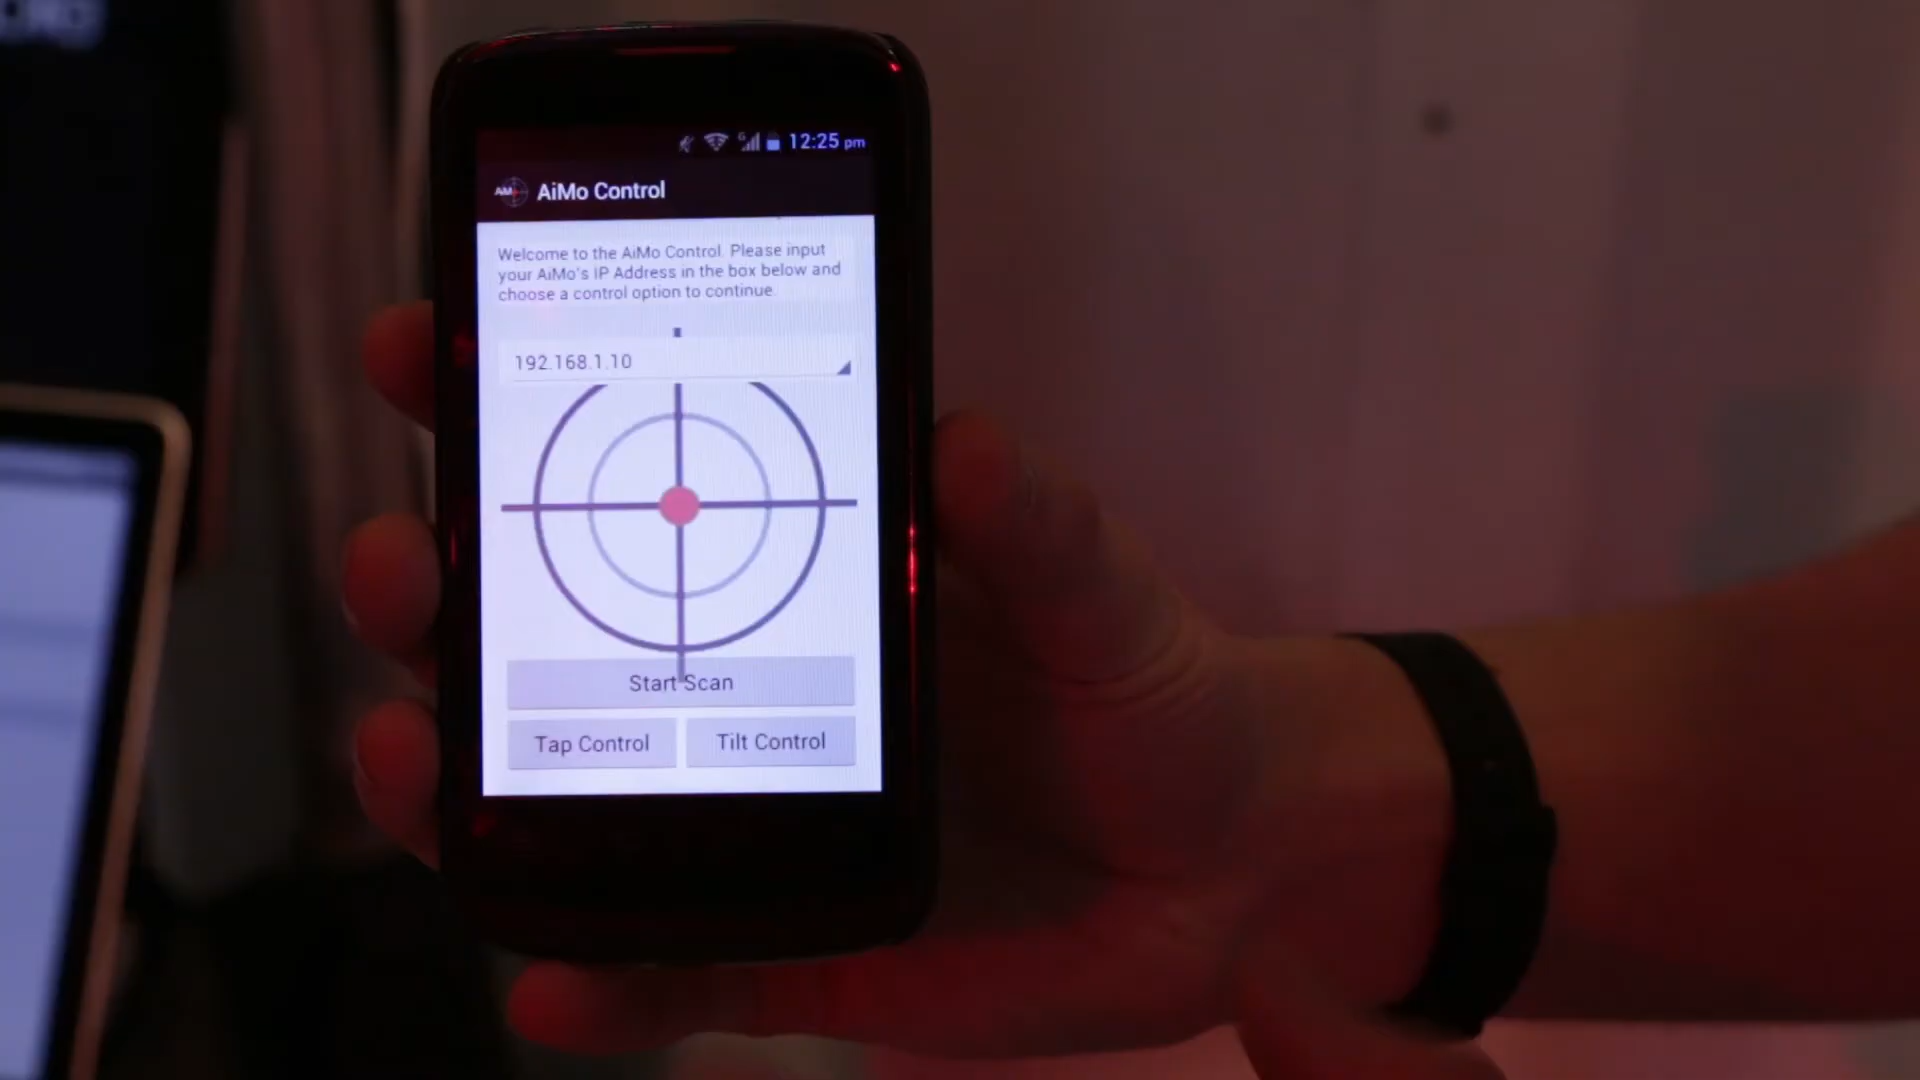 12:25 pm
AM AiMo Control
Welcome to the AiMo Control. Please input
your AiMo's IP Address in the box below and
choose a control option to continue.
192.168.1.10
Start Scan
Tap Control
Tilt Control